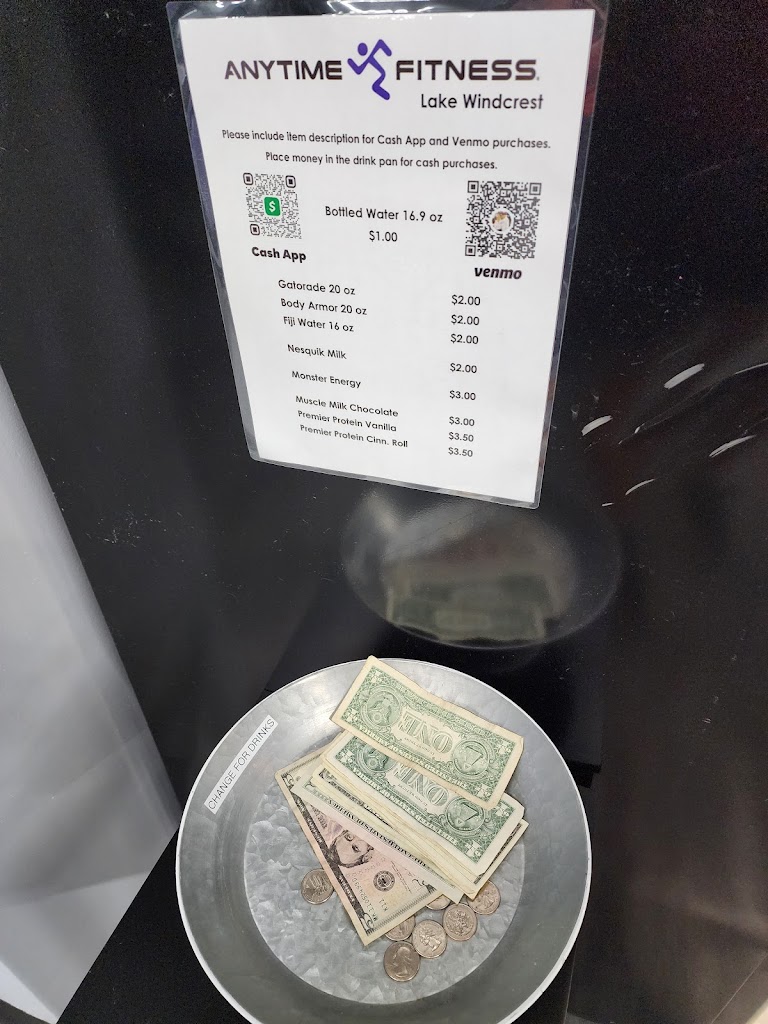 ANYTIME FITNESS.
Lake Windcrest
Please include item description for Cash App and Venmo purchases.
Place money in the drink pan for cash purchases.
$
Bottled Water 16.9 oz
$1.00
Cash App
venmo
Gatorade 20 oz $2.00
Body Armor 20 oz $2.00
Fiji Water 16 oz $2.00
Nesquik Milk $2.00
Monster Energy $3.00
Muscle Milk Chocolate $3.00
Premier Protein Vanilla $3.50
Premier Protein Cinn. Roll $3.50
CHANGE FOR DRINKS
ONE
ONE